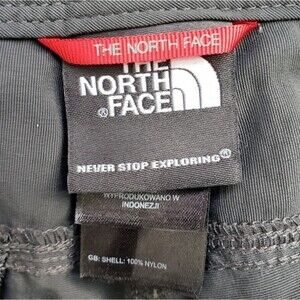 THE NORTH FACE
THE
NORTH
FACE
®
NEVER STOP EXPLORING®
WYPRODUKOWANO W
INDONEZJI
GB: SHELL: 100% NYLON